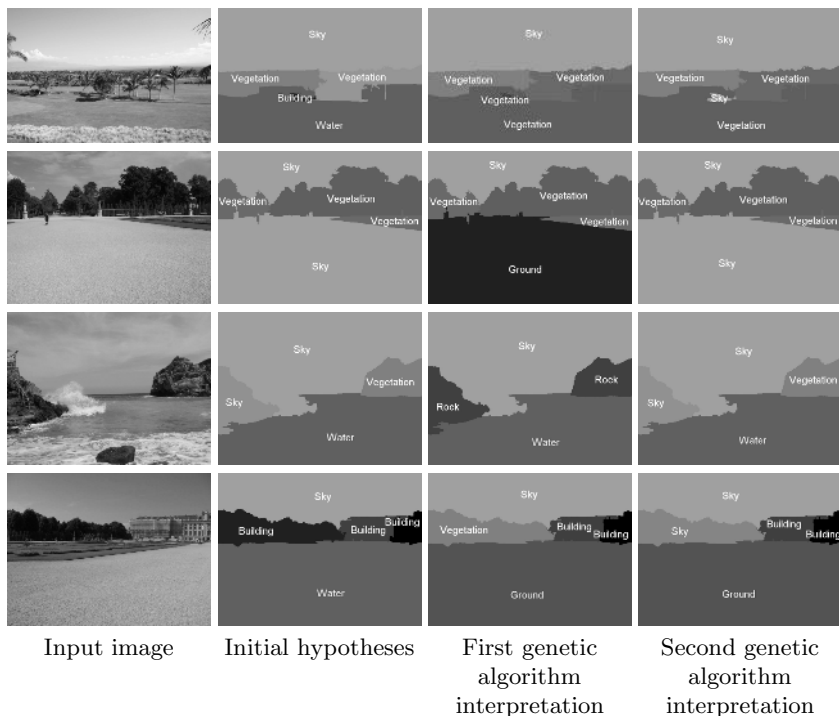 Sky
Sky
Sky
Vegetation Vegetation
Vegetation
Vegetation
Building
Sky
Water
Vegetation
Vegetation
Sky
Sky
Sky
Vegetation
Vegetation
Vegetation
Vegetation
Vegetation
Vegetation
Vegetation
Vegetation
Vegetation
Sky
Ground
Sky
Sky
Sky
Sky
Vegetation
Rock
Vegetation
Sky
Rock
Sky
Water
Water
Water
Sky
Sky
Sky
Building
Building
Building
Vegetation
Building
Building
Sky
Building
Building
Water
Ground
Ground
Input image
Initial hypotheses
First genetic
algorithm
interpretation
Second genetic
algorithm
interpretation